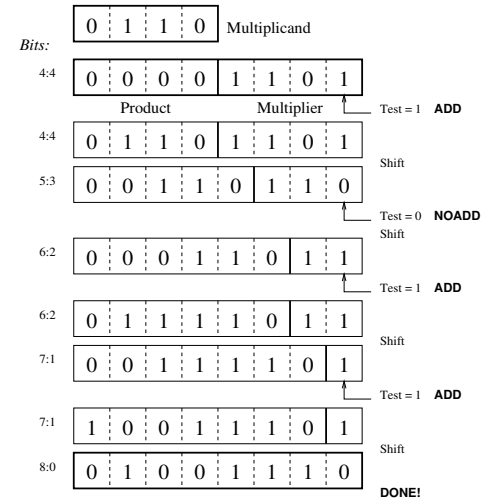 0 1 1 0 Multiplicand
Bits:
4:4 0 0 0 0 1 1 0 1
Product Multiplier Test = 1 ADD
4:4 0 1 1 0 1 1 0 1
Shift
5:3 0 0 1 1 0 1 1 0
Test = 0 NOADD
Shift
6:2 0 0 0 1 1 0 1 1
Test = 1 ADD
6:2 0 1 1 1 1 0 1 1
Shift
7:1 0 0 1 1 1 1 0 1
Test = 1 ADD
7:1 1 0 0 1 1 1 0 1
Shift
8:0 0 1 0 0 1 1 1 0
DONE!